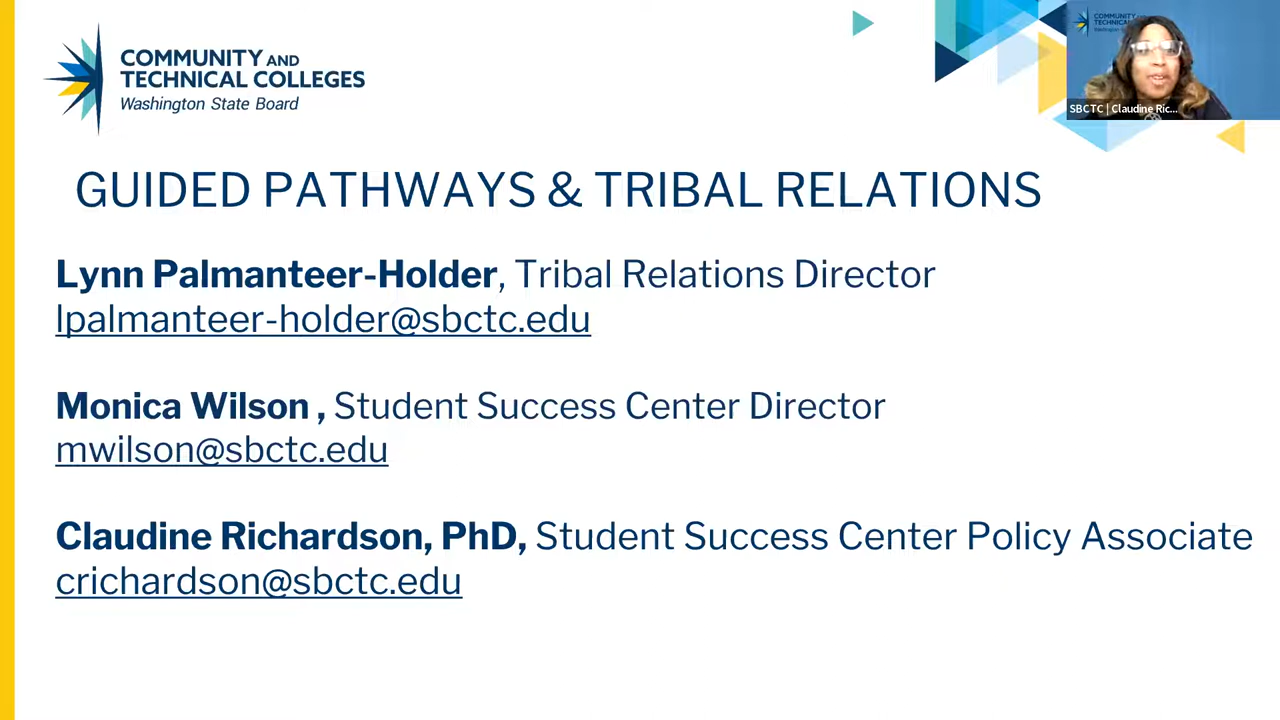 COMMUNITY AND
TECHNICAL COLLEGES
Washington State Board
SBCTC | Claudine Ric...
GUIDED PATHWAYS & TRIBAL RELATIONS
Lynn Palmanteer-Holder, Tribal Relations Director
lpalmanteer-holder@sbctc.edu
Monica Wilson , Student Success Center Director
mwilson@sbctc.edu
Claudine Richardson, PhD, Student Success Center Policy Associate
crichardson@sbctc.edu